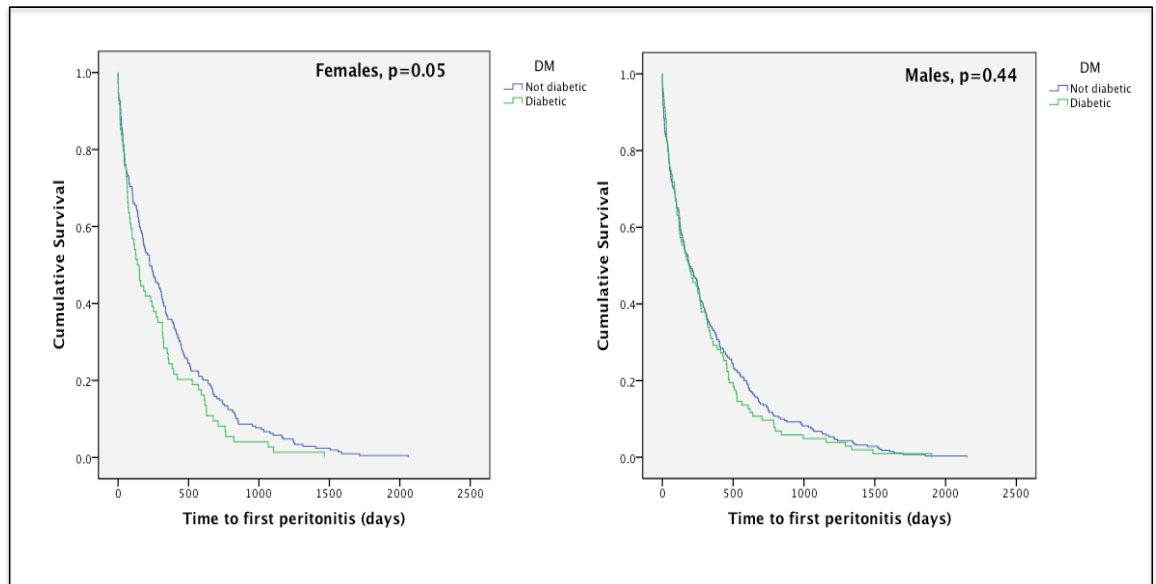 Females, p=0.05
DM
Not diabetic
Diabetic
1.0
0.8
0.6
0.4
0.2
0.0
Cumulative Survival
0 500 1000 1500 2000 2500
Time to first peritonitis (days)
Males, p=0.44
DM
Not diabetic
Diabetic
1.0
0.8
0.6
0.4
0.2
0.0
Cumulative Survival
0 500 1000 1500 2000 2500
Time to first peritonitis (days)